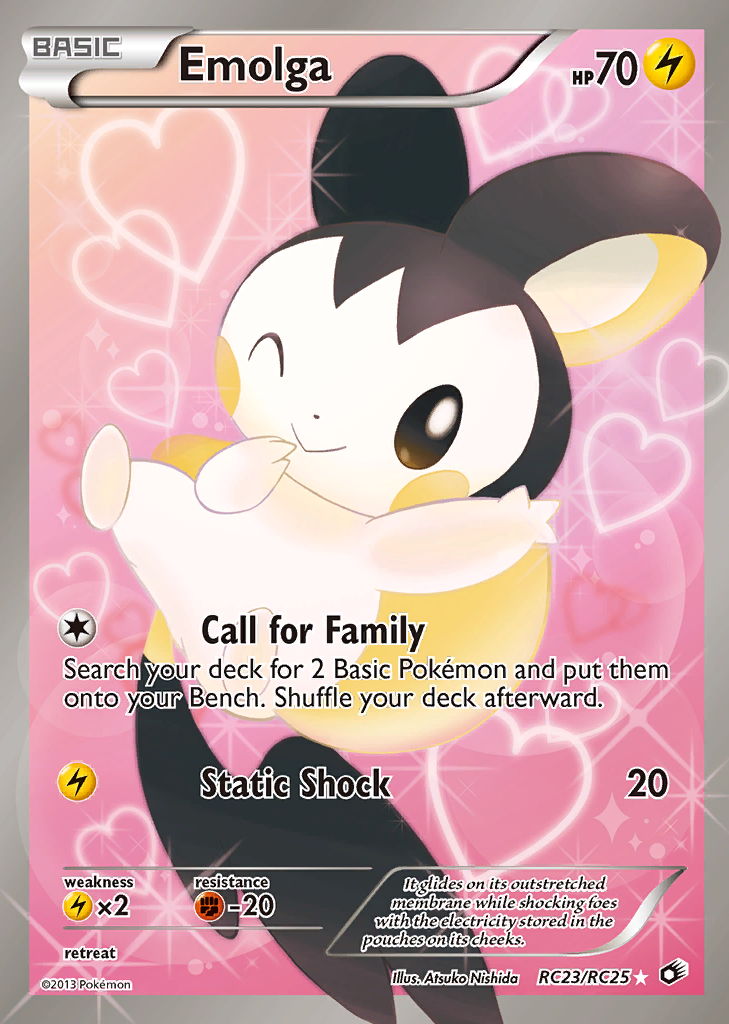 BASIC
Emolga
HP70
Call for Family
Search your deck for 2 Basic Pokémon and put them
onto your Bench. Shuffle your deck afterward.
Static Shock 20
weakness
×2
resistance
-20
retreat
It glides on its outstretched
membrane while shocking foes
with the electricity stored in the
pouches on its cheeks.
©2013 Pokémon
Illus. Atsuko Nishida
RC23/RC25